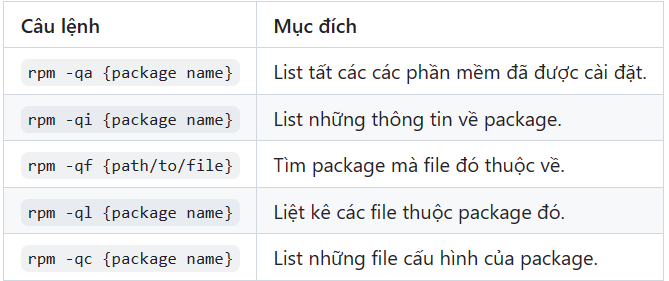 Câu lệnh Mục đích
rpm -qa {package name} List tất các các phần mềm đã được cài đặt.
rpm -qi {package name} List những thông tin về package.
rpm -qf {path/to/file} Tìm package mà file đó thuộc về.
rpm -ql {package name} Liệt kê các file thuộc package đó.
rpm -qc {package name} List những file cấu hình của package.